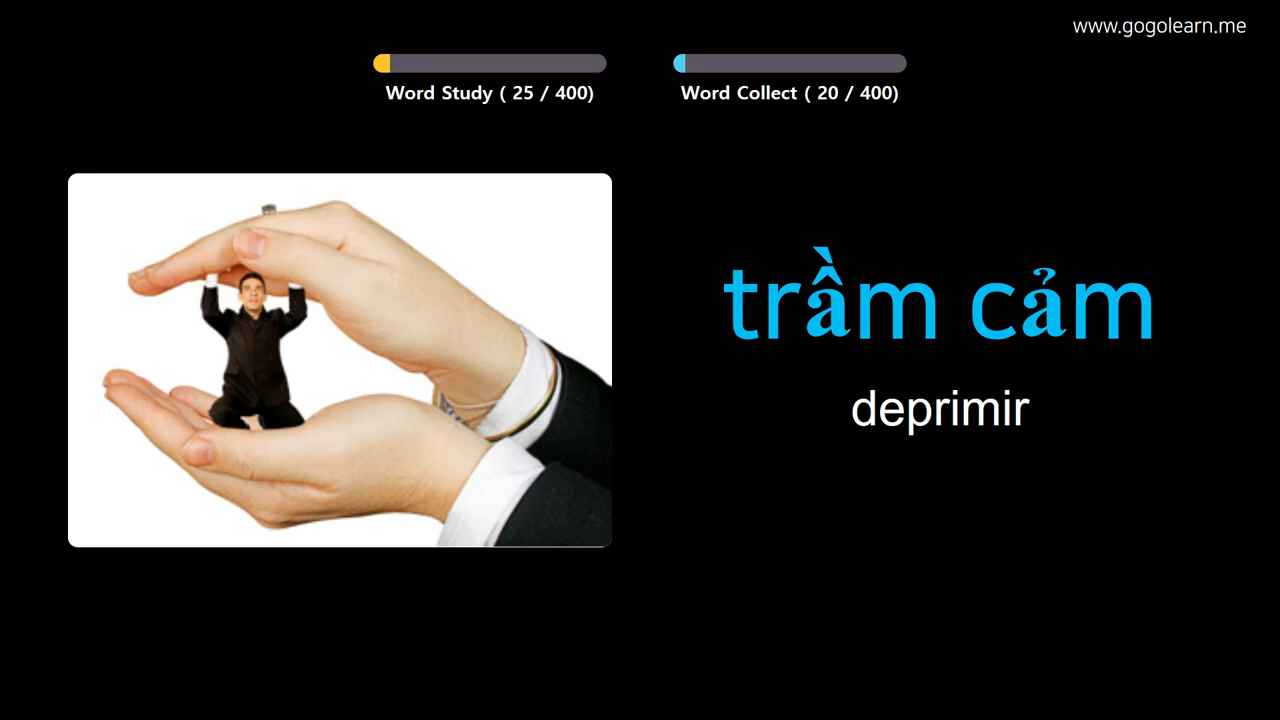 www.gogolearn.me
Word Study ( 25 / 400)
Word Collect ( 20 / 400)
trầm cảm
deprimir